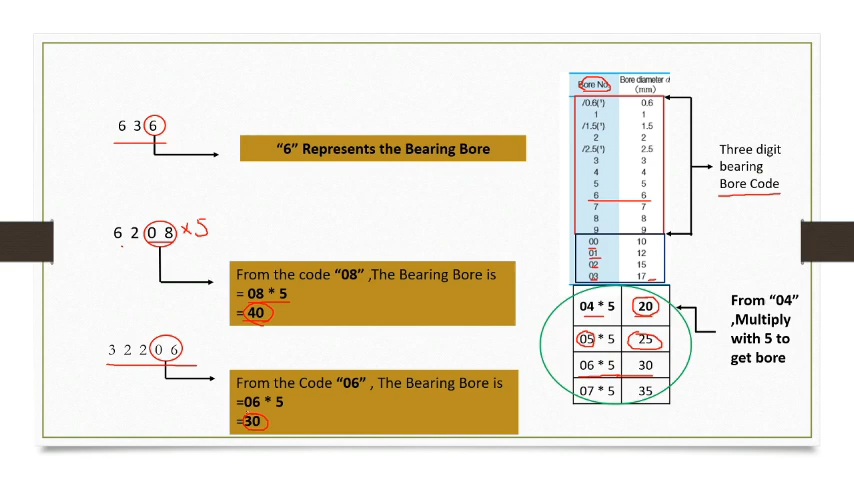 6 3 6
“6” Represents the Bearing Bore
6 2 0 8 ×5
From the code “08” ,The Bearing Bore is
= 08 * 5
= 40
3 2 2 0 6
From the Code “06” , The Bearing Bore is
=06 * 5
=30
Bore No. Bore diameter d (mm)
/0.6(¹) 0.6
1 1
/1.5(¹) 1.5
2 2
/2.5(¹) 2.5
3 3
4 4
5 5
6 6
7 7
8 8
9 9
00 10
01 12
02 15
03 17
04 * 5 20
05 * 5 25
06 * 5 30
07 * 5 35
Three digit
bearing
Bore Code
From “04”
,Multiply
with 5 to
get bore